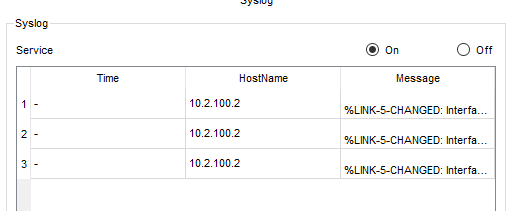 Syslog
Syslog
Service On Off
Time HostName Message
1 - 10.2.100.2 %LINK-5-CHANGED: Interfa...
2 - 10.2.100.2 %LINK-5-CHANGED: Interfa...
3 - 10.2.100.2 %LINK-5-CHANGED: Interfa...